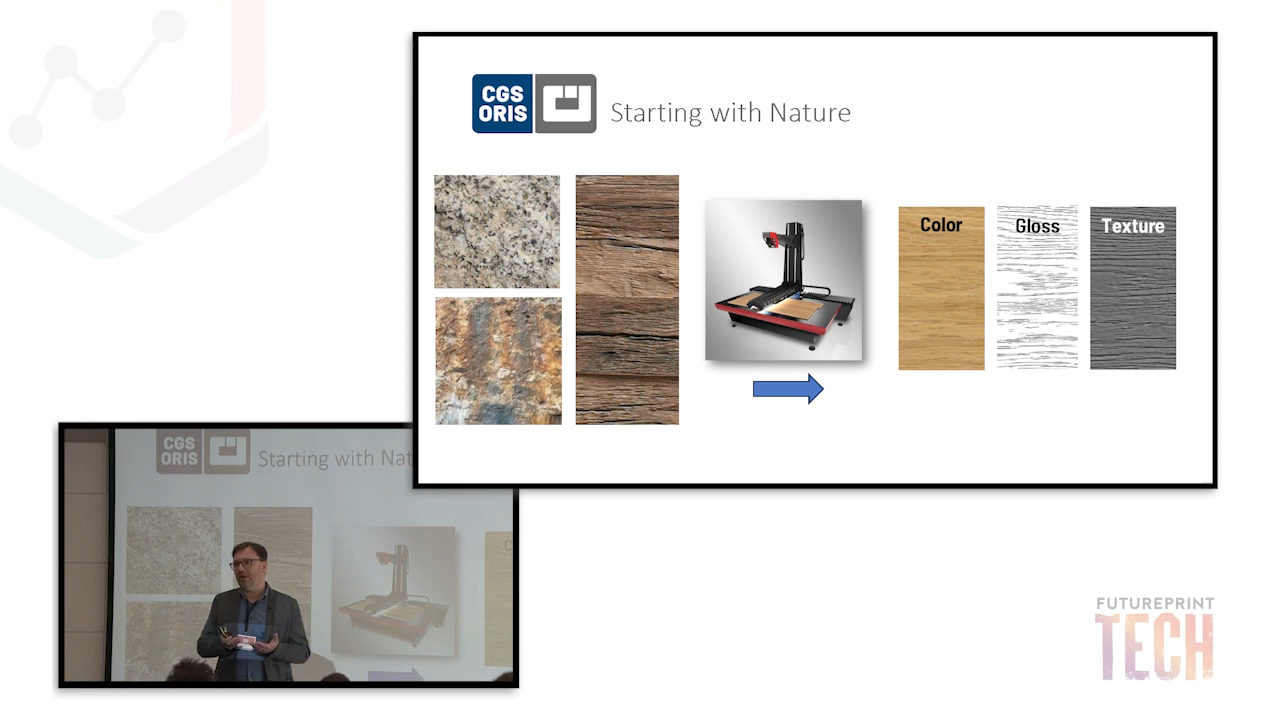 CGS
ORIS
Starting with Nature
Color
Gloss
Texture
CGS
ORIS
Starting with Nat
FUTUREPRINT
TECH